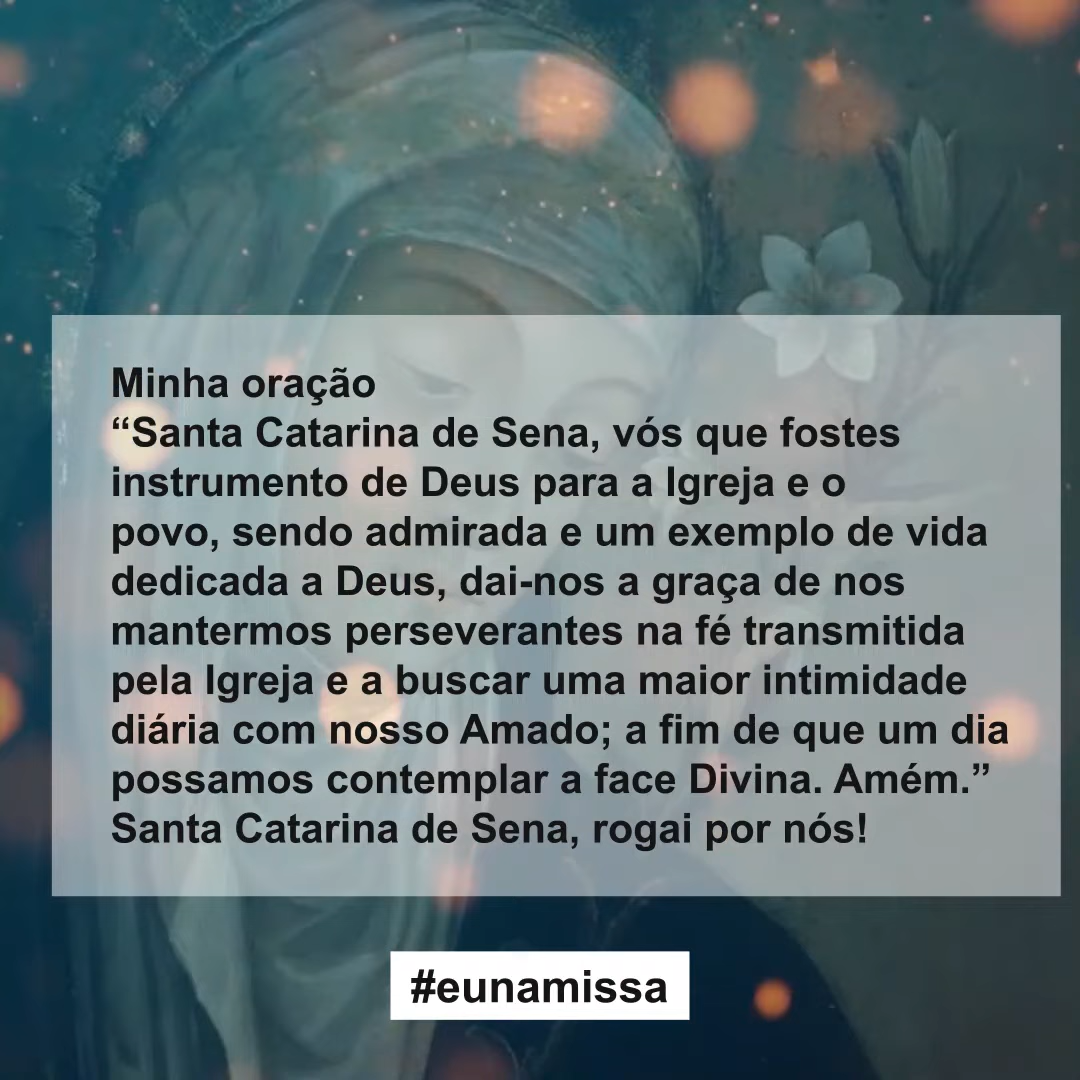 Minha oração
“Santa Catarina de Sena, vós que fostes
instrumento de Deus para a Igreja e o
povo, sendo admirada e um exemplo de vida
dedicada a Deus, dai-nos a graça de nos
mantermos perseverantes na fé transmitida
pela Igreja e a buscar uma maior intimidade
diária com nosso Amado; a fim de que um dia
possamos contemplar a face Divina. Amém.”
Santa Catarina de Sena, rogai por nós!
#eunamissa